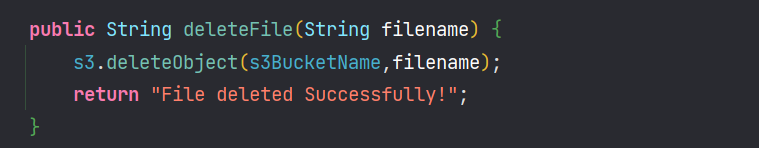 public String deleteFile(String filename) {
s3.deleteObject(s3BucketName,filename);
return "File deleted Successfully!";
}